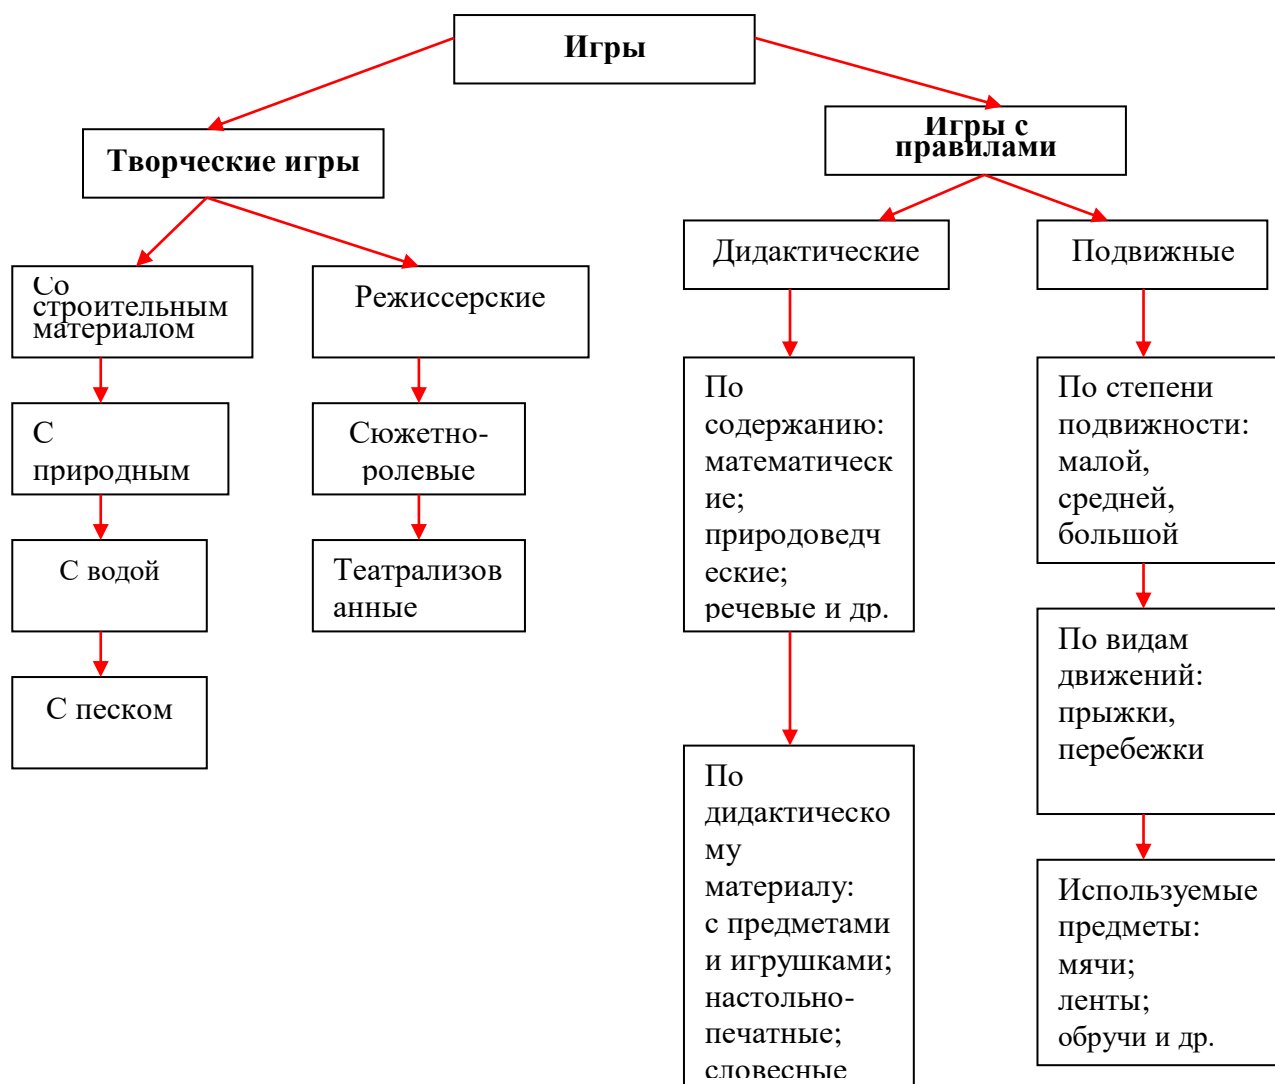 Игры
Творческие игры
Игры с
правилами
Со
строительным
материалом
Режиссерские
Дидактические
Подвижные
С
природным
Сюжетно-
ролевые
С водой
Театрализов
анные
С песком
По
содержанию:
математическ
ие;
природоведч
еские;
речевые и др.
По
дидактическо
му
материалу:
с предметами
и игрушками;
настольно-
печатные;
словесные
По степени
подвижности:
малой,
средней,
большой
По видам
движений:
прыжки,
перебежки
Используемые
предметы:
мячи;
ленты;
обручи и др.